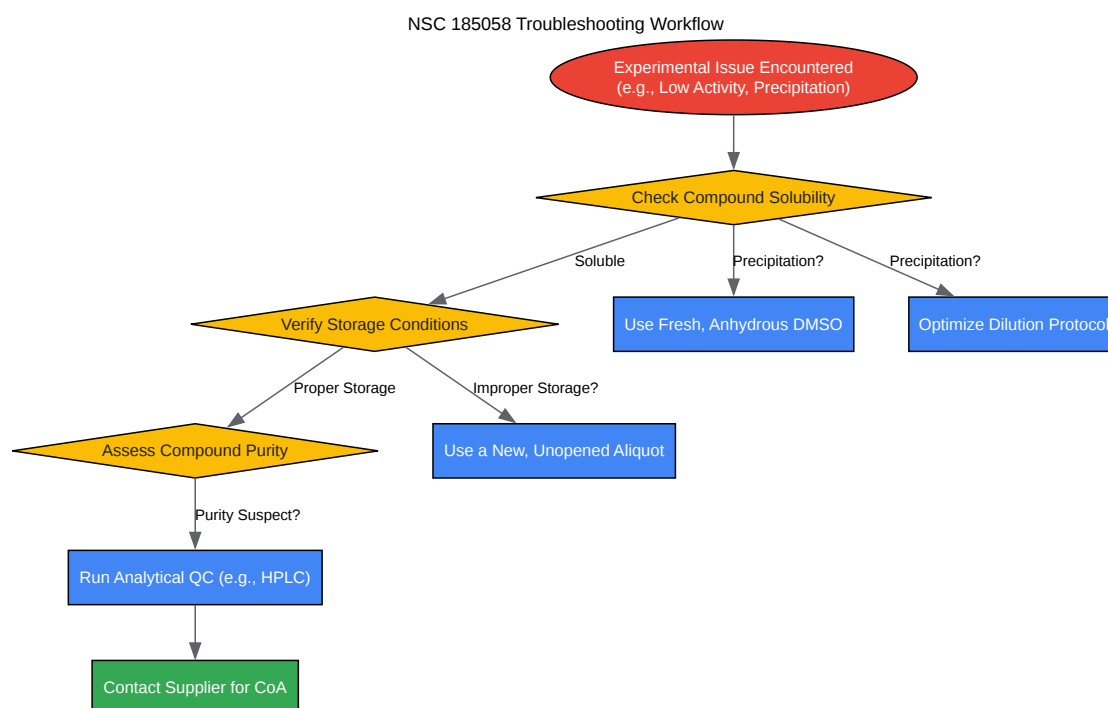 NSC 185058 Troubleshooting Workflow
Experimental Issue Encountered
(e.g., Low Activity, Precipitation)
Check Compound Solubility
Soluble
Precipitation?
Precipitation?
Verify Storage Conditions
Use Fresh, Anhydrous DMSO
Optimize Dilution Protocol
Proper Storage
Improper Storage?
Assess Compound Purity
Use a New, Unopened Aliquot
Purity Suspect?
Run Analytical QC (e.g., HPLC)
Contact Supplier for CoA